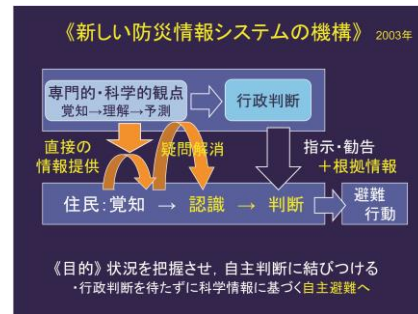 《新しい防災情報システムの機構》 2003年
専門的・科学的観点
覚知→理解→予測
行政判断
直接の
情報提供
疑問解消
指示・勧告
+根拠情報
住民:覚知 → 認識 → 判断
避難
行動
《目的》状況を把握させ,自主判断に結びつける
・行政判断を待たずに科学情報に基づく自主避難へ